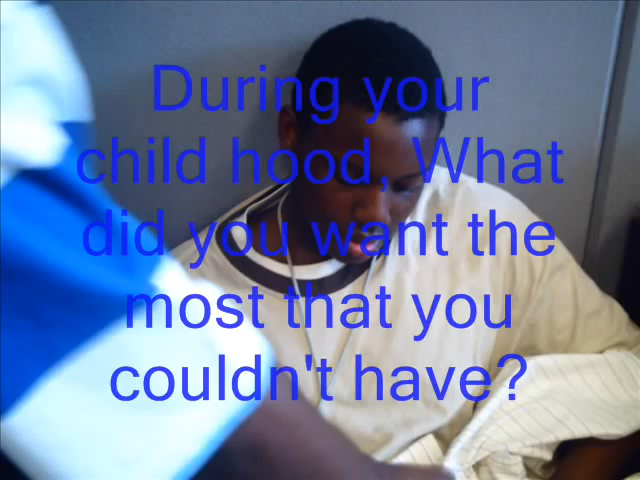 During your
child hood, What
did you want the
most that you
couldn't have?